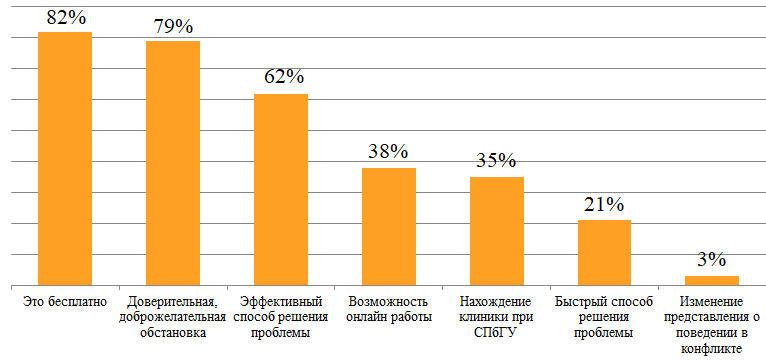 82%
79%
62%
38%
35%
21%
3%
Это бесплатно
Доверительная,
доброжелательная
обстановка
Эффективный
способ решения
проблемы
Возможность
онлайн работы
Нахождение
клиники при
СПбГУ
Быстрый способ
решения
проблемы
Изменение
представления о
поведении в
конфликте